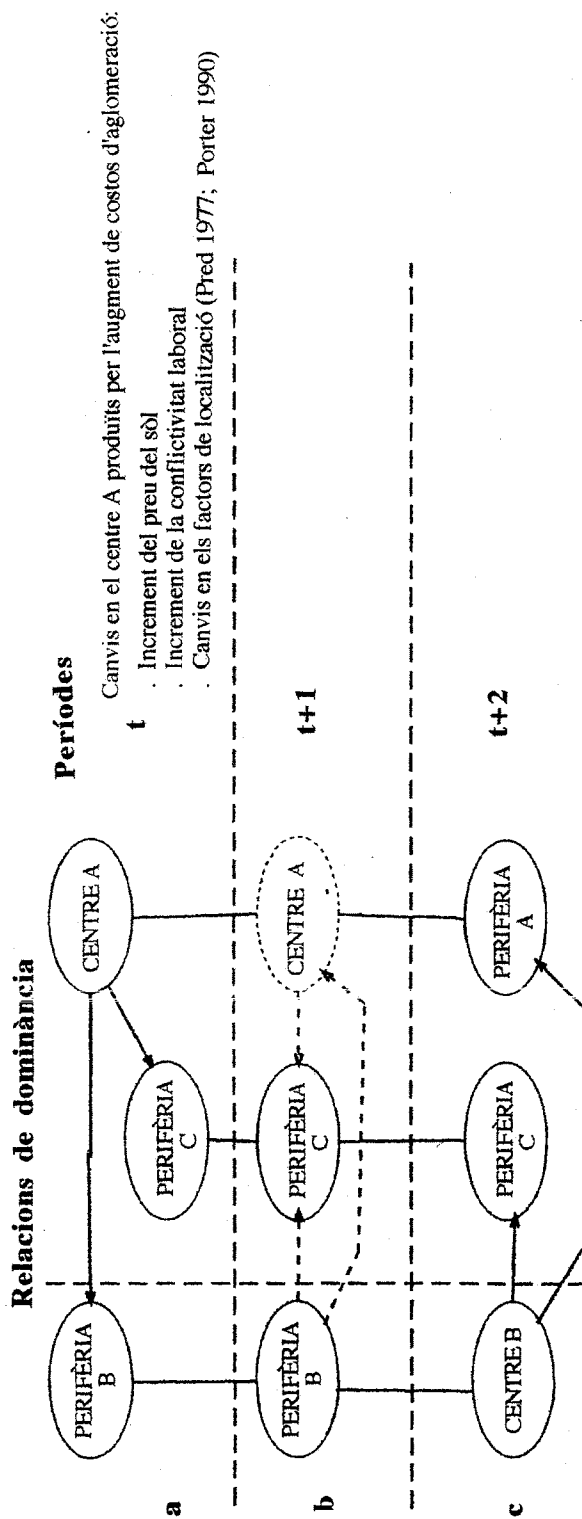 Relacions de dominància
Períodes
a
PERIFÈRIA
B
PERIFÈRIA
C
CENTRE A
t
Canvis en el centre A produïts per l'augment de costos d'aglomeració:
. Increment del preu del sòl
. Increment de la conflictivitat laboral
. Canvis en els factors de localització (Pred 1977; Porter 1990)
b
PERIFÈRIA
B
PERIFÈRIA
C
CENTRE A
t+1
c
CENTRE B
PERIFÈRIA
C
PERIFÈRIA
A
t+2